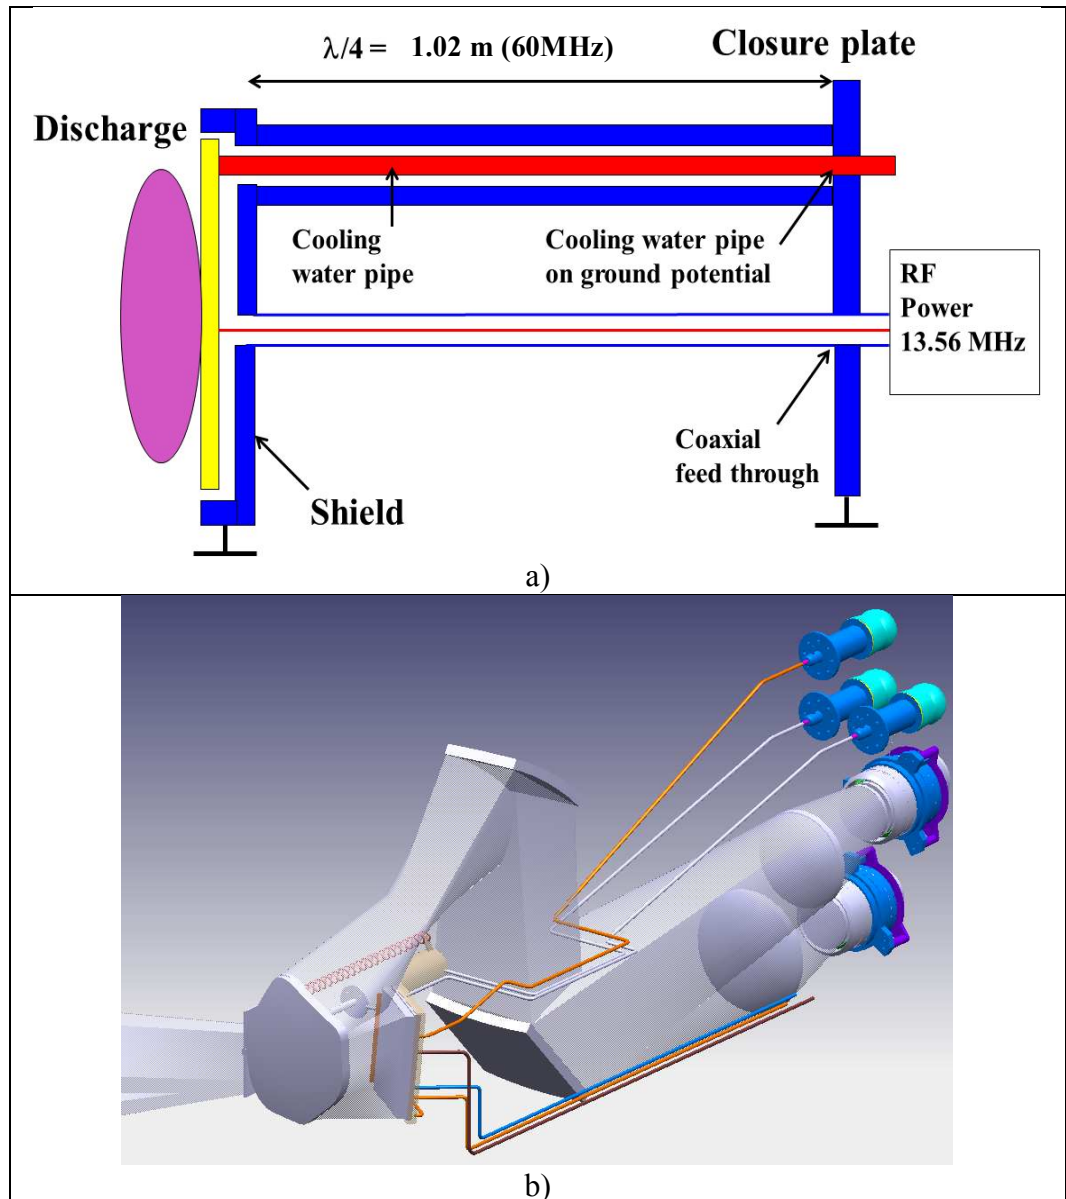 λ/4 = 1.02 m (60MHz)
Closure plate
Discharge
Cooling
water pipe
Cooling water pipe
on ground potential
RF
Power
13.56 MHz
Coaxial
feed through
Shield
a)
b)